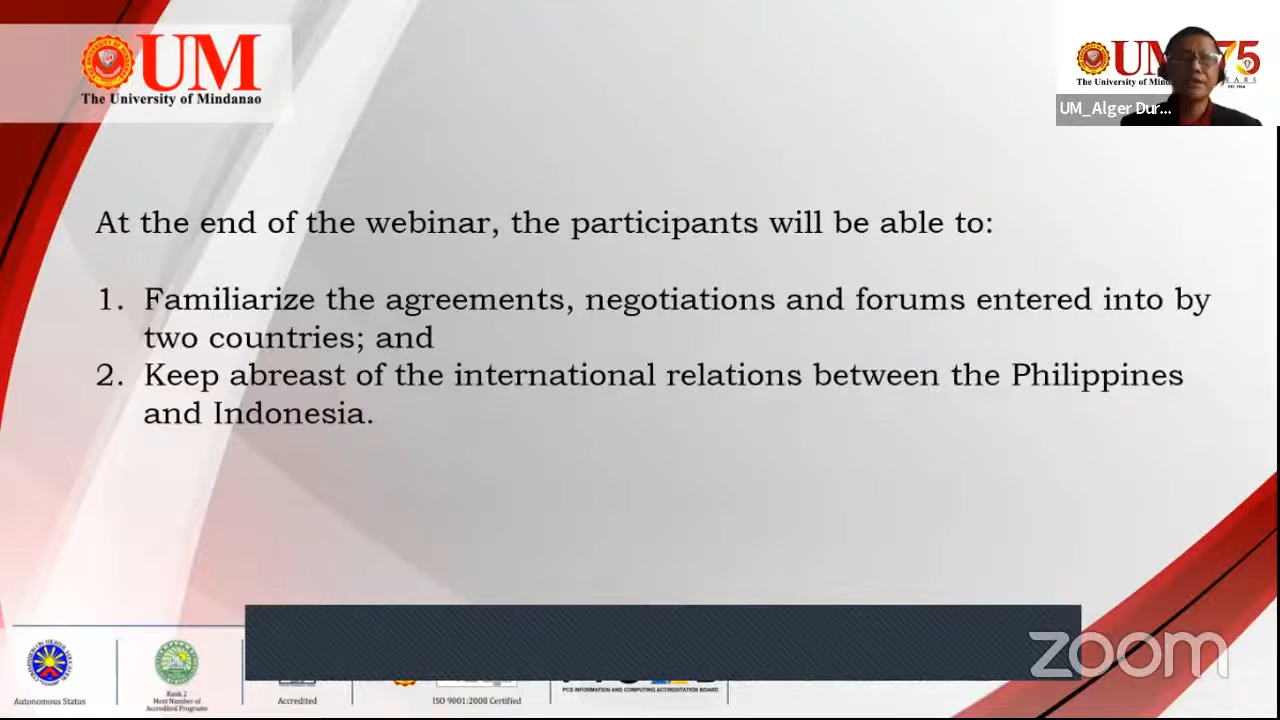 UM
The University of Mindanao
UM 75
The University of Mind
UM_Alger Dur...
At the end of the webinar, the participants will be able to:
1. Familiarize the agreements, negotiations and forums entered into by
two countries; and
2. Keep abreast of the international relations between the Philippines
and Indonesia.
zoom
Autonomous Status
Rank 2
Most Number of
Accredited Programs
Accredited
ISO 9001:2008 Certified
PCS INFORMATION AND COMPUTING ACCREDITATION BOARD